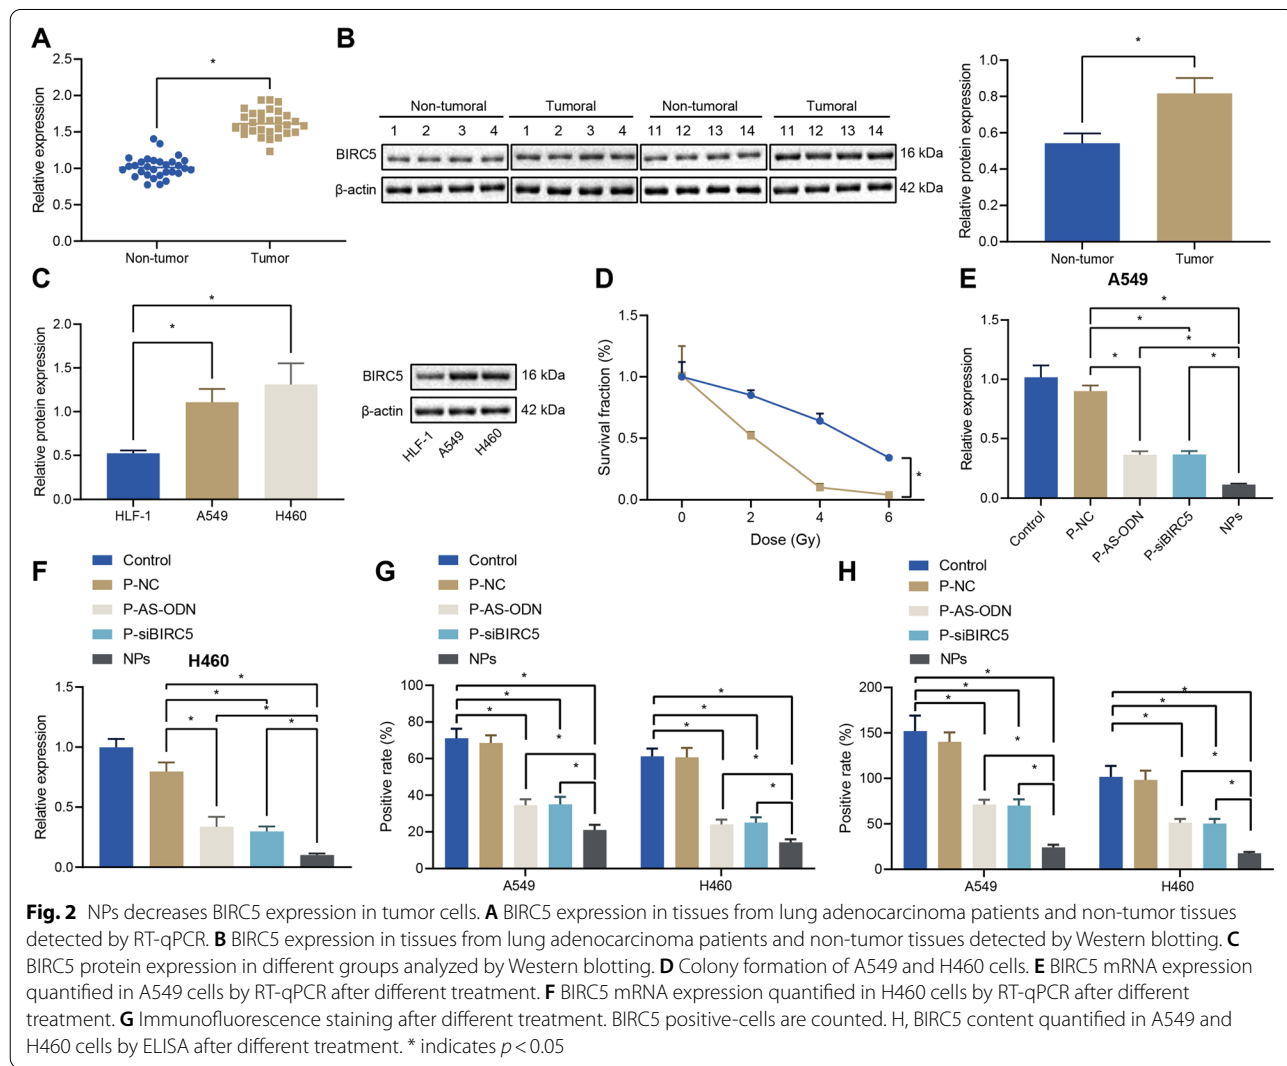 A
2.5
2.0
1.5
1.0
0.5
0.0
Relative expression
*
Non-tumor
Tumor
B
Non-tumoral
Tumoral
Non-tumoral
Tumoral
1 2 3 4 1 2 3 4 11 12 13 14 11 12 13 14
BIRC5
16 kDa
β-actin
42 kDa
1.0
0.8
0.6
0.4
0.2
0.0
Relative protein expression
*
Non-tumor
Tumor
C
2.0
1.5
1.0
0.5
0.0
Relative protein expression
*
*
HLF-1
A549
H460
BIRC5
16 kDa
β-actin
42 kDa
HLF-1
A549
H460
D
1.5
1.0
0.5
0.0
Survival fraction (%)
*
0 2 4 6
Dose (Gy)
E
A549
1.5
1.0
0.5
0.0
Relative expression
*
*
*
*
*
Control
P-NC
P-AS-ODN
P-siBIRC5
NPs
F
Control
P-NC
P-AS-ODN
P-siBIRC5
NPs
H460
1.5
1.0
0.5
0.0
Relative expression
*
*
*
*
*
G
Control
P-NC
P-AS-ODN
P-siBIRC5
NPs
100
80
60
40
20
0
Positive rate (%)
*
*
*
*
*
*
*
*
*
*
A549
H460
H
Control
P-NC
P-AS-ODN
P-siBIRC5
NPs
200
150
100
50
0
Positive rate (%)
*
*
*
*
*
*
*
*
*
*
A549
H460
Fig. 2 NPs decreases BIRC5 expression in tumor cells. A BIRC5 expression in tissues from lung adenocarcinoma patients and non-tumor tissues
detected by RT-qPCR. B BIRC5 expression in tissues from lung adenocarcinoma patients and non-tumor tissues detected by Western blotting. C
BIRC5 protein expression in different groups analyzed by Western blotting. D Colony formation of A549 and H460 cells. E BIRC5 mRNA expression
quantified in A549 cells by RT-qPCR after different treatment. F BIRC5 mRNA expression quantified in H460 cells by RT-qPCR after different
treatment. G Immunofluorescence staining after different treatment. BIRC5 positive-cells are counted. H, BIRC5 content quantified in A549 and
H460 cells by ELISA after different treatment. * indicates p < 0.05